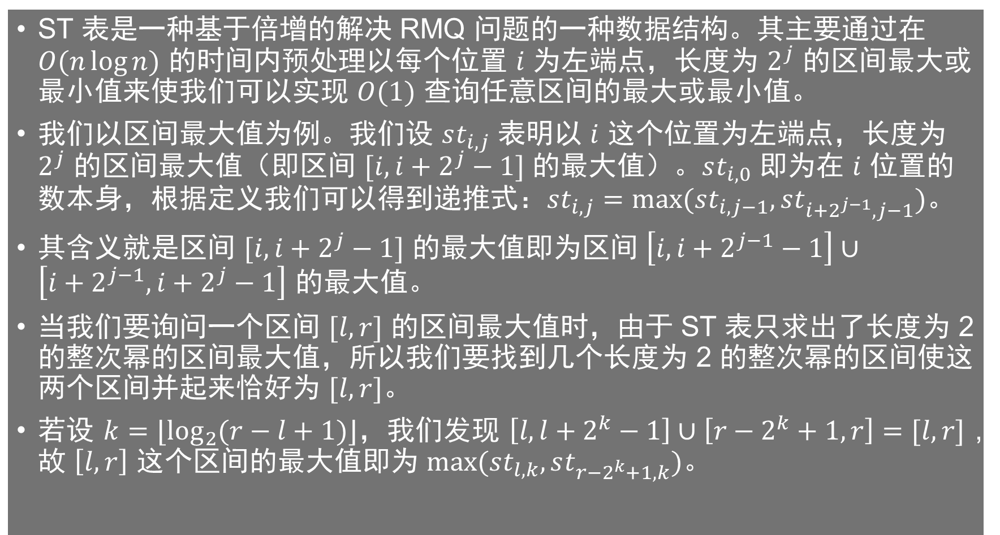 • ST 表是一种基于倍增的解决 RMQ 问题的一种数据结构。其主要通过在
O(n log n) 的时间内预处理以每个位置 i 为左端点，长度为 2^j 的区间最大或
最小值来使我们可以实现 O(1) 查询任意区间的最大或最小值。
• 我们以区间最大值为例。我们设 st_{i,j} 表明以 i 这个位置为左端点，长度为
2^j 的区间最大值（即区间 [i, i + 2^j − 1] 的最大值）。st_{i,0} 即为在 i 位置的
数本身，根据定义我们可以得到递推式：st_{i,j} = max(st_{i,j−1}, st_{i+2^{j−1},j−1})。
• 其含义就是区间 [i, i + 2^j − 1] 的最大值即为区间 [i, i + 2^{j−1} − 1] ∪
[i + 2^{j−1}, i + 2^j − 1] 的最大值。
• 当我们要询问一个区间 [l, r] 的区间最大值时，由于 ST 表只求出了长度为 2
的整次幂的区间最大值，所以我们要找到几个长度为 2 的整次幂的区间使这
两个区间并起来恰好为 [l, r]。
• 若设 k = ⌊log_2(r − l + 1)⌋，我们发现 [l, l + 2^k − 1] ∪ [r − 2^k + 1, r] = [l, r]，
故 [l, r] 这个区间的最大值即为 max(st_{l,k}, st_{r−2^k+1,k})。